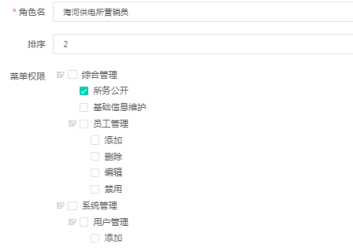 * 角色名 海河供电所营销员
排序 2
菜单权限 综合管理
所务公开
基础信息维护
员工管理
添加
删除
编辑
禁用
系统管理
用户管理
添加